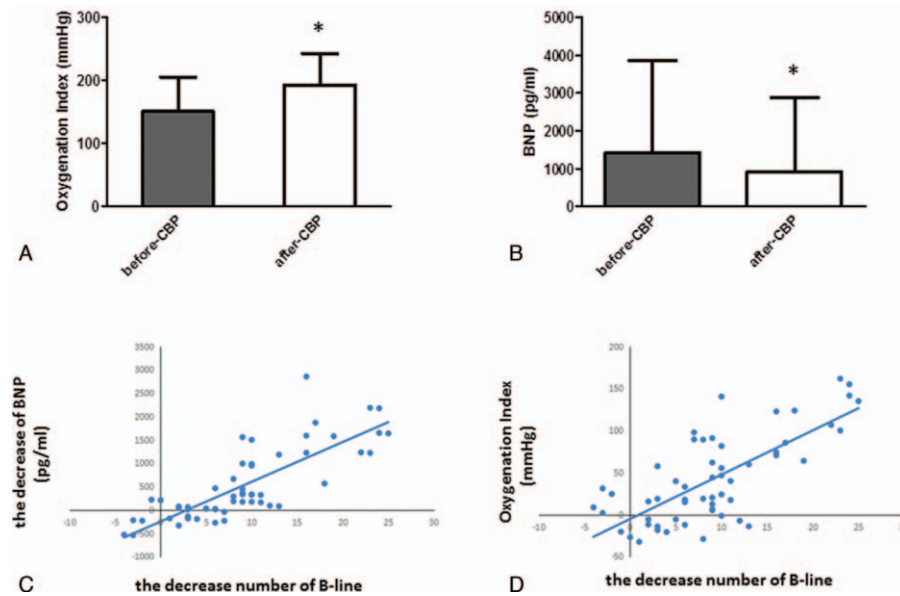 300
200
100
0
Oxygenation Index (mmHg)
*
before-CBP
after-CBP
A
5000
4000
3000
2000
1000
0
BNP (pg/ml)
*
before-CBP
after-CBP
B
3500
3000
2500
2000
1500
1000
500
0
-500
-1000
-10
-5
0
5
10
15
20
25
30
the decrease of BNP
(pg/ml)
the decrease number of B-line
C
200
150
100
50
0
-50
-10
-5
0
5
10
15
20
25
30
Oxygenation Index
(mmHg)
the decrease number of B-line
D